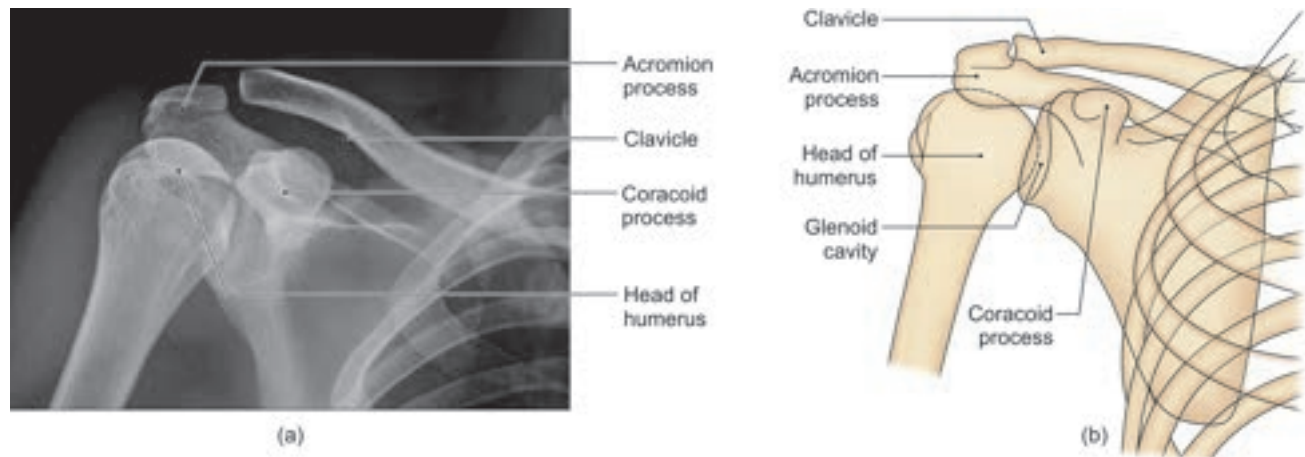 Acromion
process
Clavicle
Coracoid
process
Head of
humerus
(a)
Clavicle
Acromion
process
Head of
humerus
Glenoid
cavity
Coracoid
process
(b)